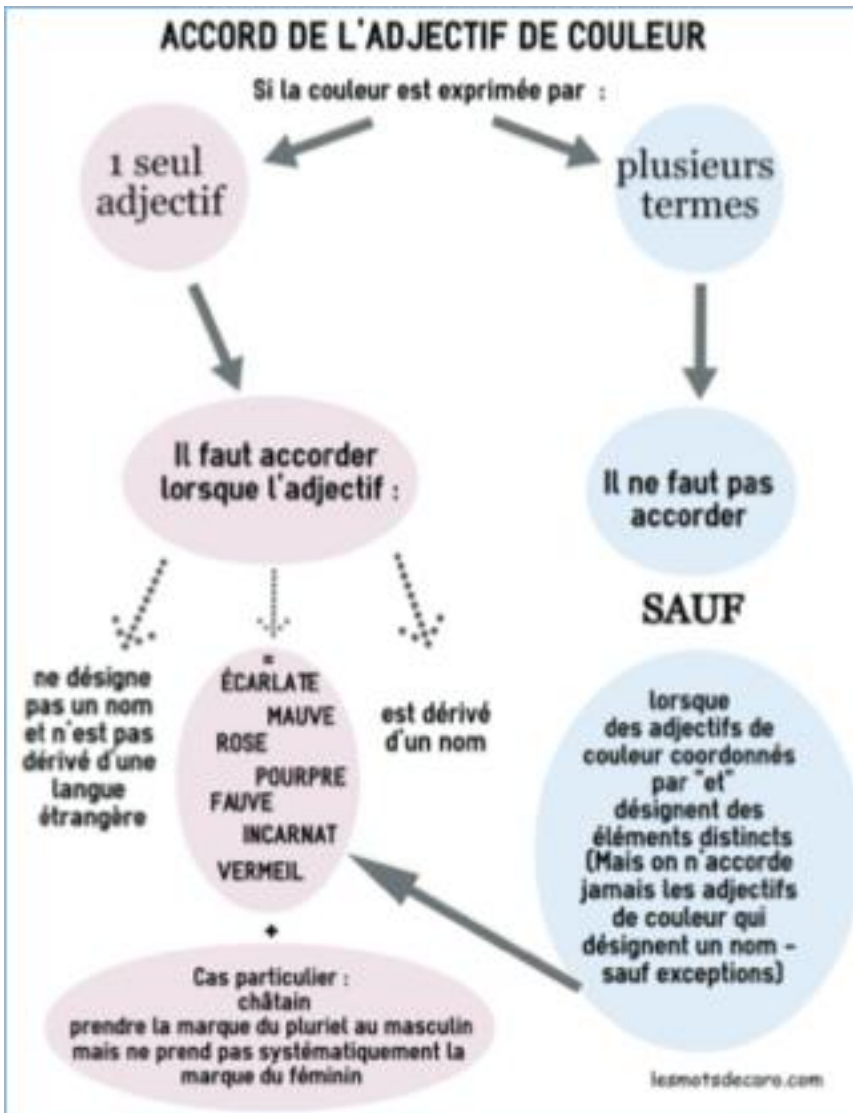 ACCORD DE L'ADJECTIF DE COULEUR
Si la couleur est exprimée par :
1 seul
adjectif
plusieurs
termes
Il faut accorder
lorsque l'adjectif :
Il ne faut pas
accorder
SAUF
ne désigne
pas un nom
et n'est pas
dérivé d'une
langue
étrangère
=
ÉCARLATE
MAUVE
ROSE
POURPRE
FAUVE
INCARNAT
VERMEIL
est dérivé
d'un nom
lorsque
des adjectifs de
couleur coordonnés
par "et"
désignent des
éléments distincts
(Mais on n'accorde
jamais les adjectifs
de couleur qui
désignent un nom -
sauf exceptions)
+
Cas particulier :
châtain
prendre la marque du pluriel au masculin
mais ne prend pas systématiquement la
marque du féminin
lesmotsdecaro.com